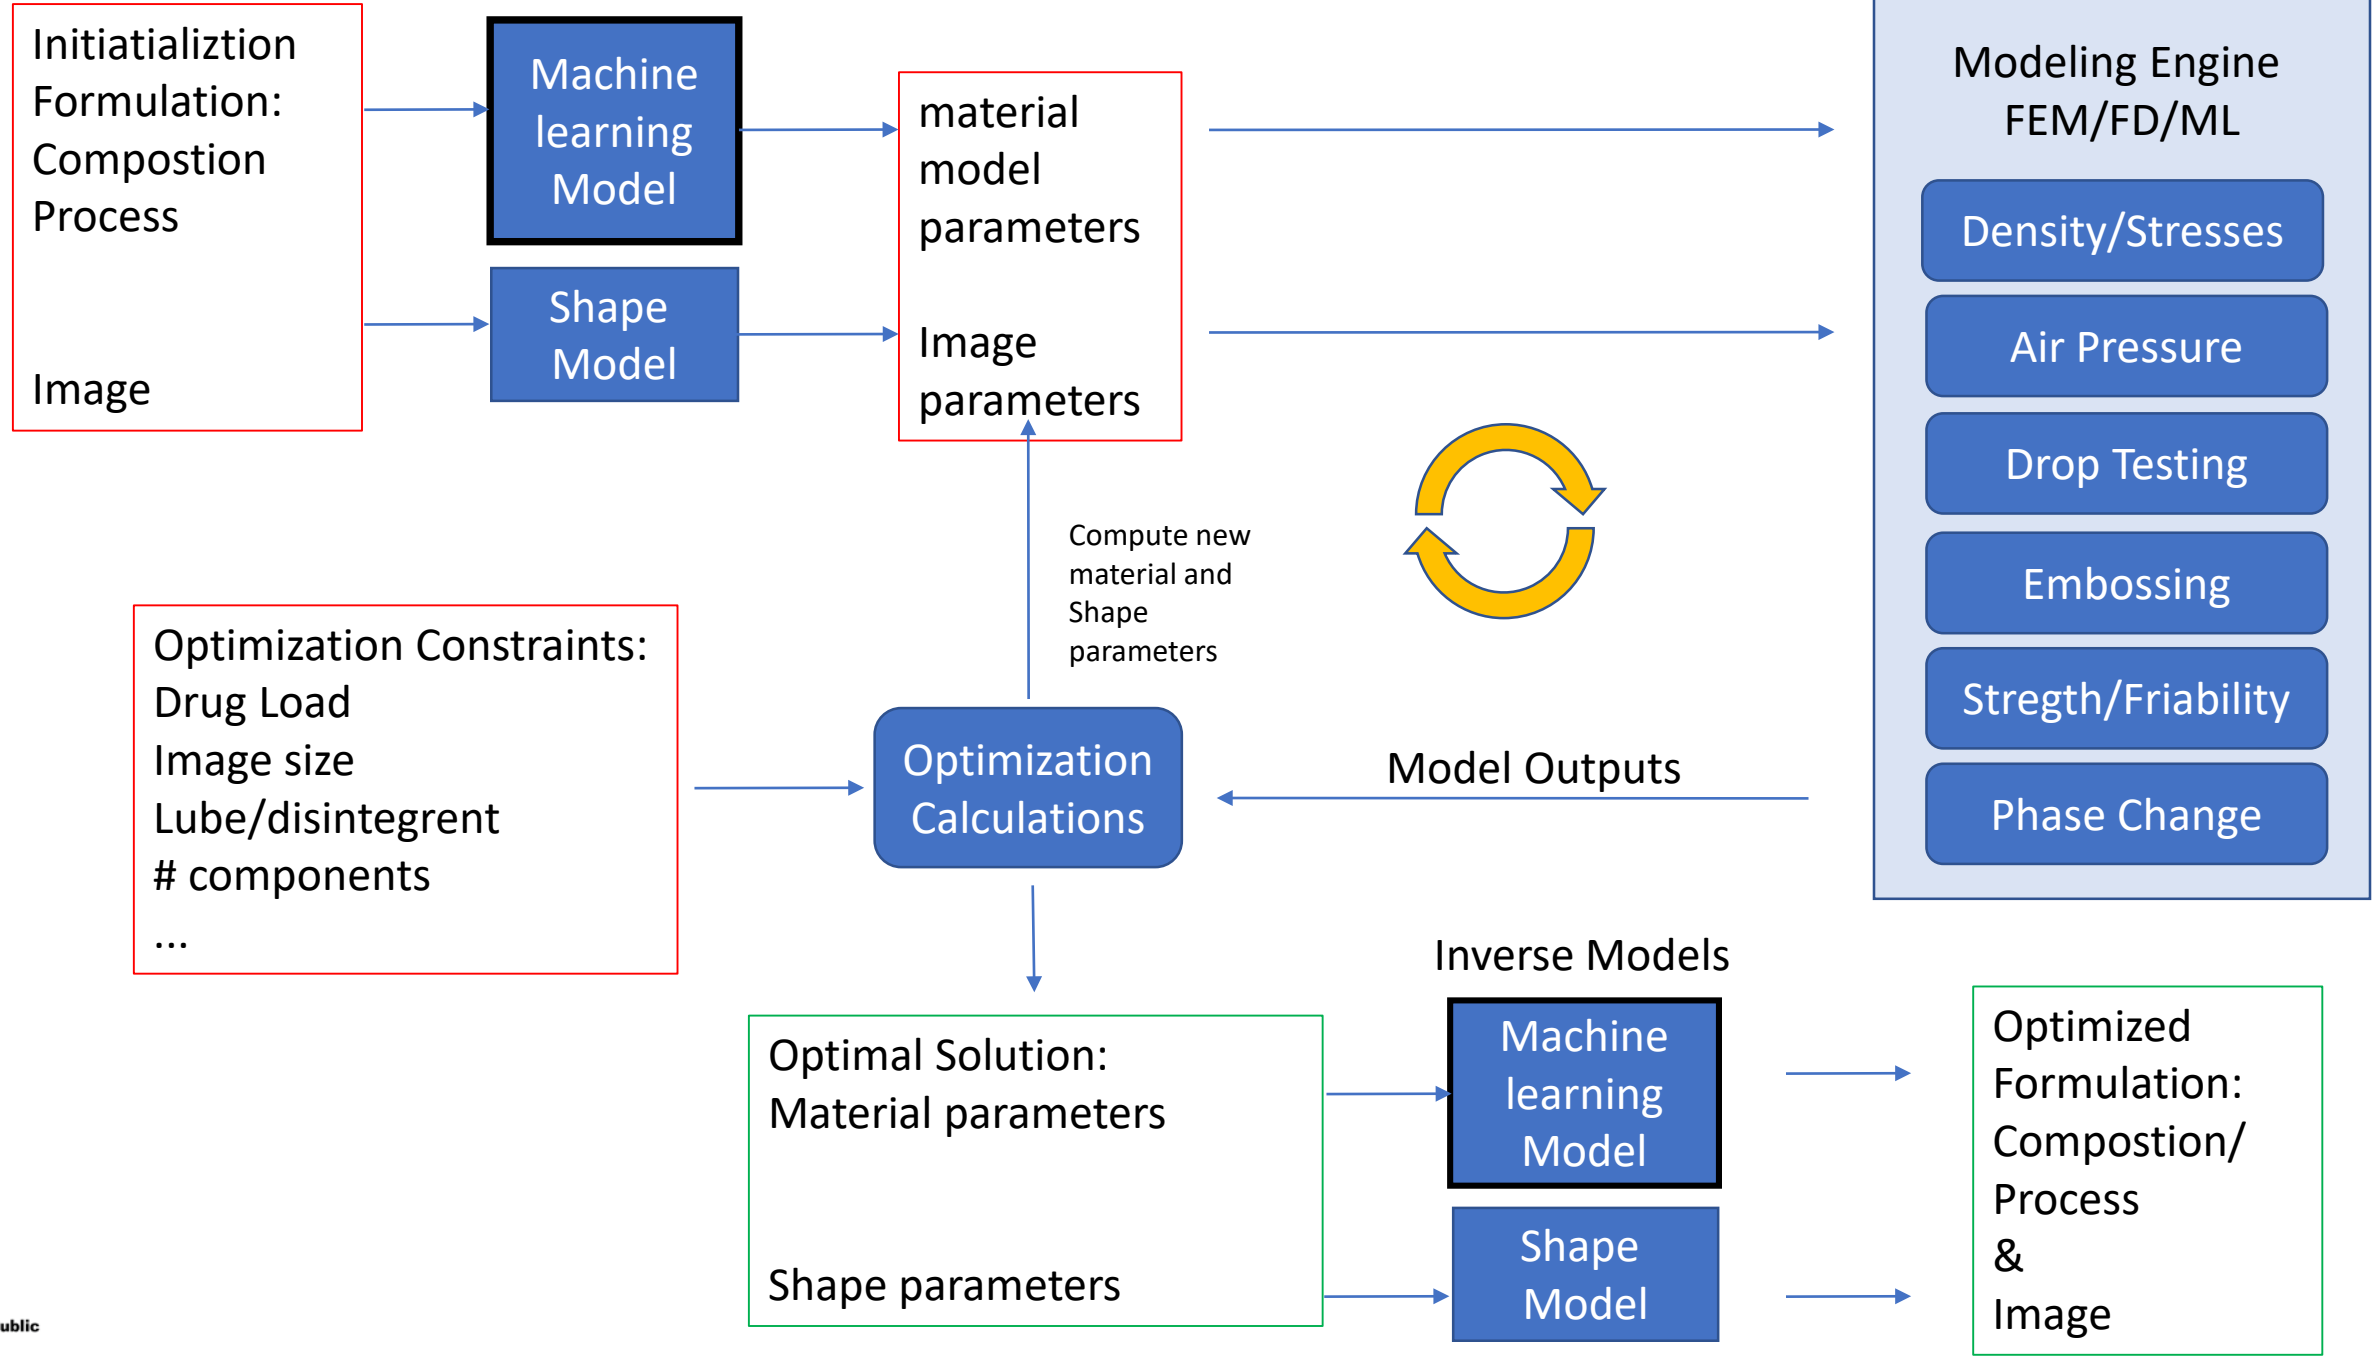 Initiatializtion
Formulation:
Compostion
Process
Image
Machine
learning
Model
Shape
Model
material
model
parameters
Image
parameters
Modeling Engine
FEM/FD/ML
Density/Stresses
Air Pressure
Drop Testing
Embossing
Stregth/Friability
Phase Change
Compute new
material and
Shape
parameters
Optimization Constraints:
Drug Load
Image size
Lube/disintegrent
# components
...
Optimization
Calculations
Model Outputs
Optimal Solution:
Material parameters
Shape parameters
Inverse Models
Machine
learning
Model
Shape
Model
Optimized
Formulation:
Compostion/
Process
&
Image
ublic